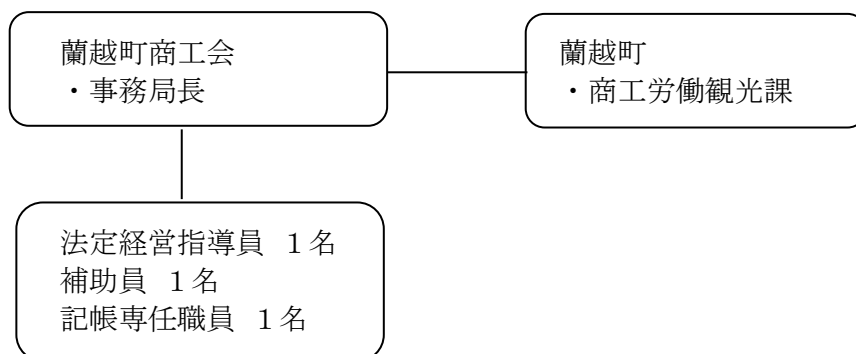 蘭越町商工会
・事務局長
蘭越町
・商工労働観光課
法定経営指導員 １名
補助員 １名
記帳専任職員 １名